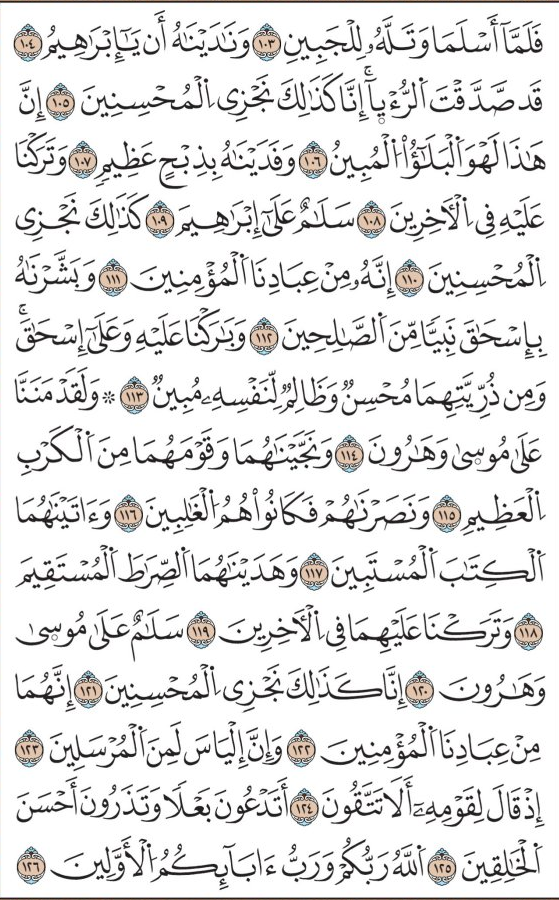 فَلَمَّآ أَسْلَمَا وَتَلَّهُۥ لِلْجَبِينِ ١٠٣ وَنَٰدَيْنَٰهُ أَن يَٰٓإِبْرَٰهِيمُ ١٠٤
قَدْ صَدَّقْتَ ٱلرُّءْيَآۚ إِنَّا كَذَٰلِكَ نَجْزِى ٱلْمُحْسِنِينَ ١٠٥ إِنَّ
هَٰذَا لَهُوَ ٱلْبَلَٰٓؤُا۟ ٱلْمُبِينُ ١٠٦ وَفَدَيْنَٰهُ بِذِبْحٍ عَظِيمٍ ١٠٧ وَتَرَكْنَا
عَلَيْهِ فِى ٱلْءَاخِرِينَ ١٠٨ سَلَٰمٌ عَلَىٰٓ إِبْرَٰهِيمَ ١٠٩ كَذَٰلِكَ نَجْزِى
ٱلْمُحْسِنِينَ ١١٠ إِنَّهُۥ مِنْ عِبَادِنَا ٱلْمُؤْمِنِينَ ١١١ وَبَشَّرْنَٰهُ
بِإِسْحَٰقَ نَبِيًّا مِّنَ ٱلصَّٰلِحِينَ ١١٢ وَبَٰرَكْنَا عَلَيْهِ وَعَلَىٰٓ إِسْحَٰقَۚ
وَمِن ذُرِّيَّتِهِمَا مُحْسِنٌ وَظَالِمٌ لِّنَفْسِهِۦ مُبِينٌ ١١٣ ۞ وَلَقَدْ مَنَنَّا
عَلَىٰ مُوسَىٰ وَهَٰرُونَ ١١٤ وَنَجَّيْنَٰهُمَا وَقَوْمَهُمَا مِنَ ٱلْكَرْبِ
ٱلْعَظِيمِ ١١٥ وَنَصَرْنَٰهُمْ فَكَانُوا۟ هُمُ ٱلْغَٰلِبِينَ ١١٦ وَءَاتَيْنَٰهُمَا
ٱلْكِتَٰبَ ٱلْمُسْتَبِينَ ١١٧ وَهَدَيْنَٰهُمَا ٱلصِّرَٰطَ ٱلْمُسْتَقِيمَ
١١٨ وَتَرَكْنَا عَلَيْهِمَا فِى ٱلْءَاخِرِينَ ١١٩ سَلَٰمٌ عَلَىٰ مُوسَىٰ
وَهَٰرُونَ ١٢٠ إِنَّا كَذَٰلِكَ نَجْزِى ٱلْمُحْسِنِينَ ١٢١ إِنَّهُمَا
مِنْ عِبَادِنَا ٱلْمُؤْمِنِينَ ١٢٢ وَإِنَّ إِلْيَاسَ لَمِنَ ٱلْمُرْسَلِينَ ١٢٣
إِذْ قَالَ لِقَوْمِهِۦٓ أَلَا تَتَّقُونَ ١٢٤ أَتَدْعُونَ بَعْلًا وَتَذَرُونَ أَحْسَنَ
ٱلْخَٰلِقِينَ ١٢٥ ٱللَّهَ رَبَّكُمْ وَرَبَّ ءَابَآئِكُمُ ٱلْأَوَّلِينَ ١٢٦